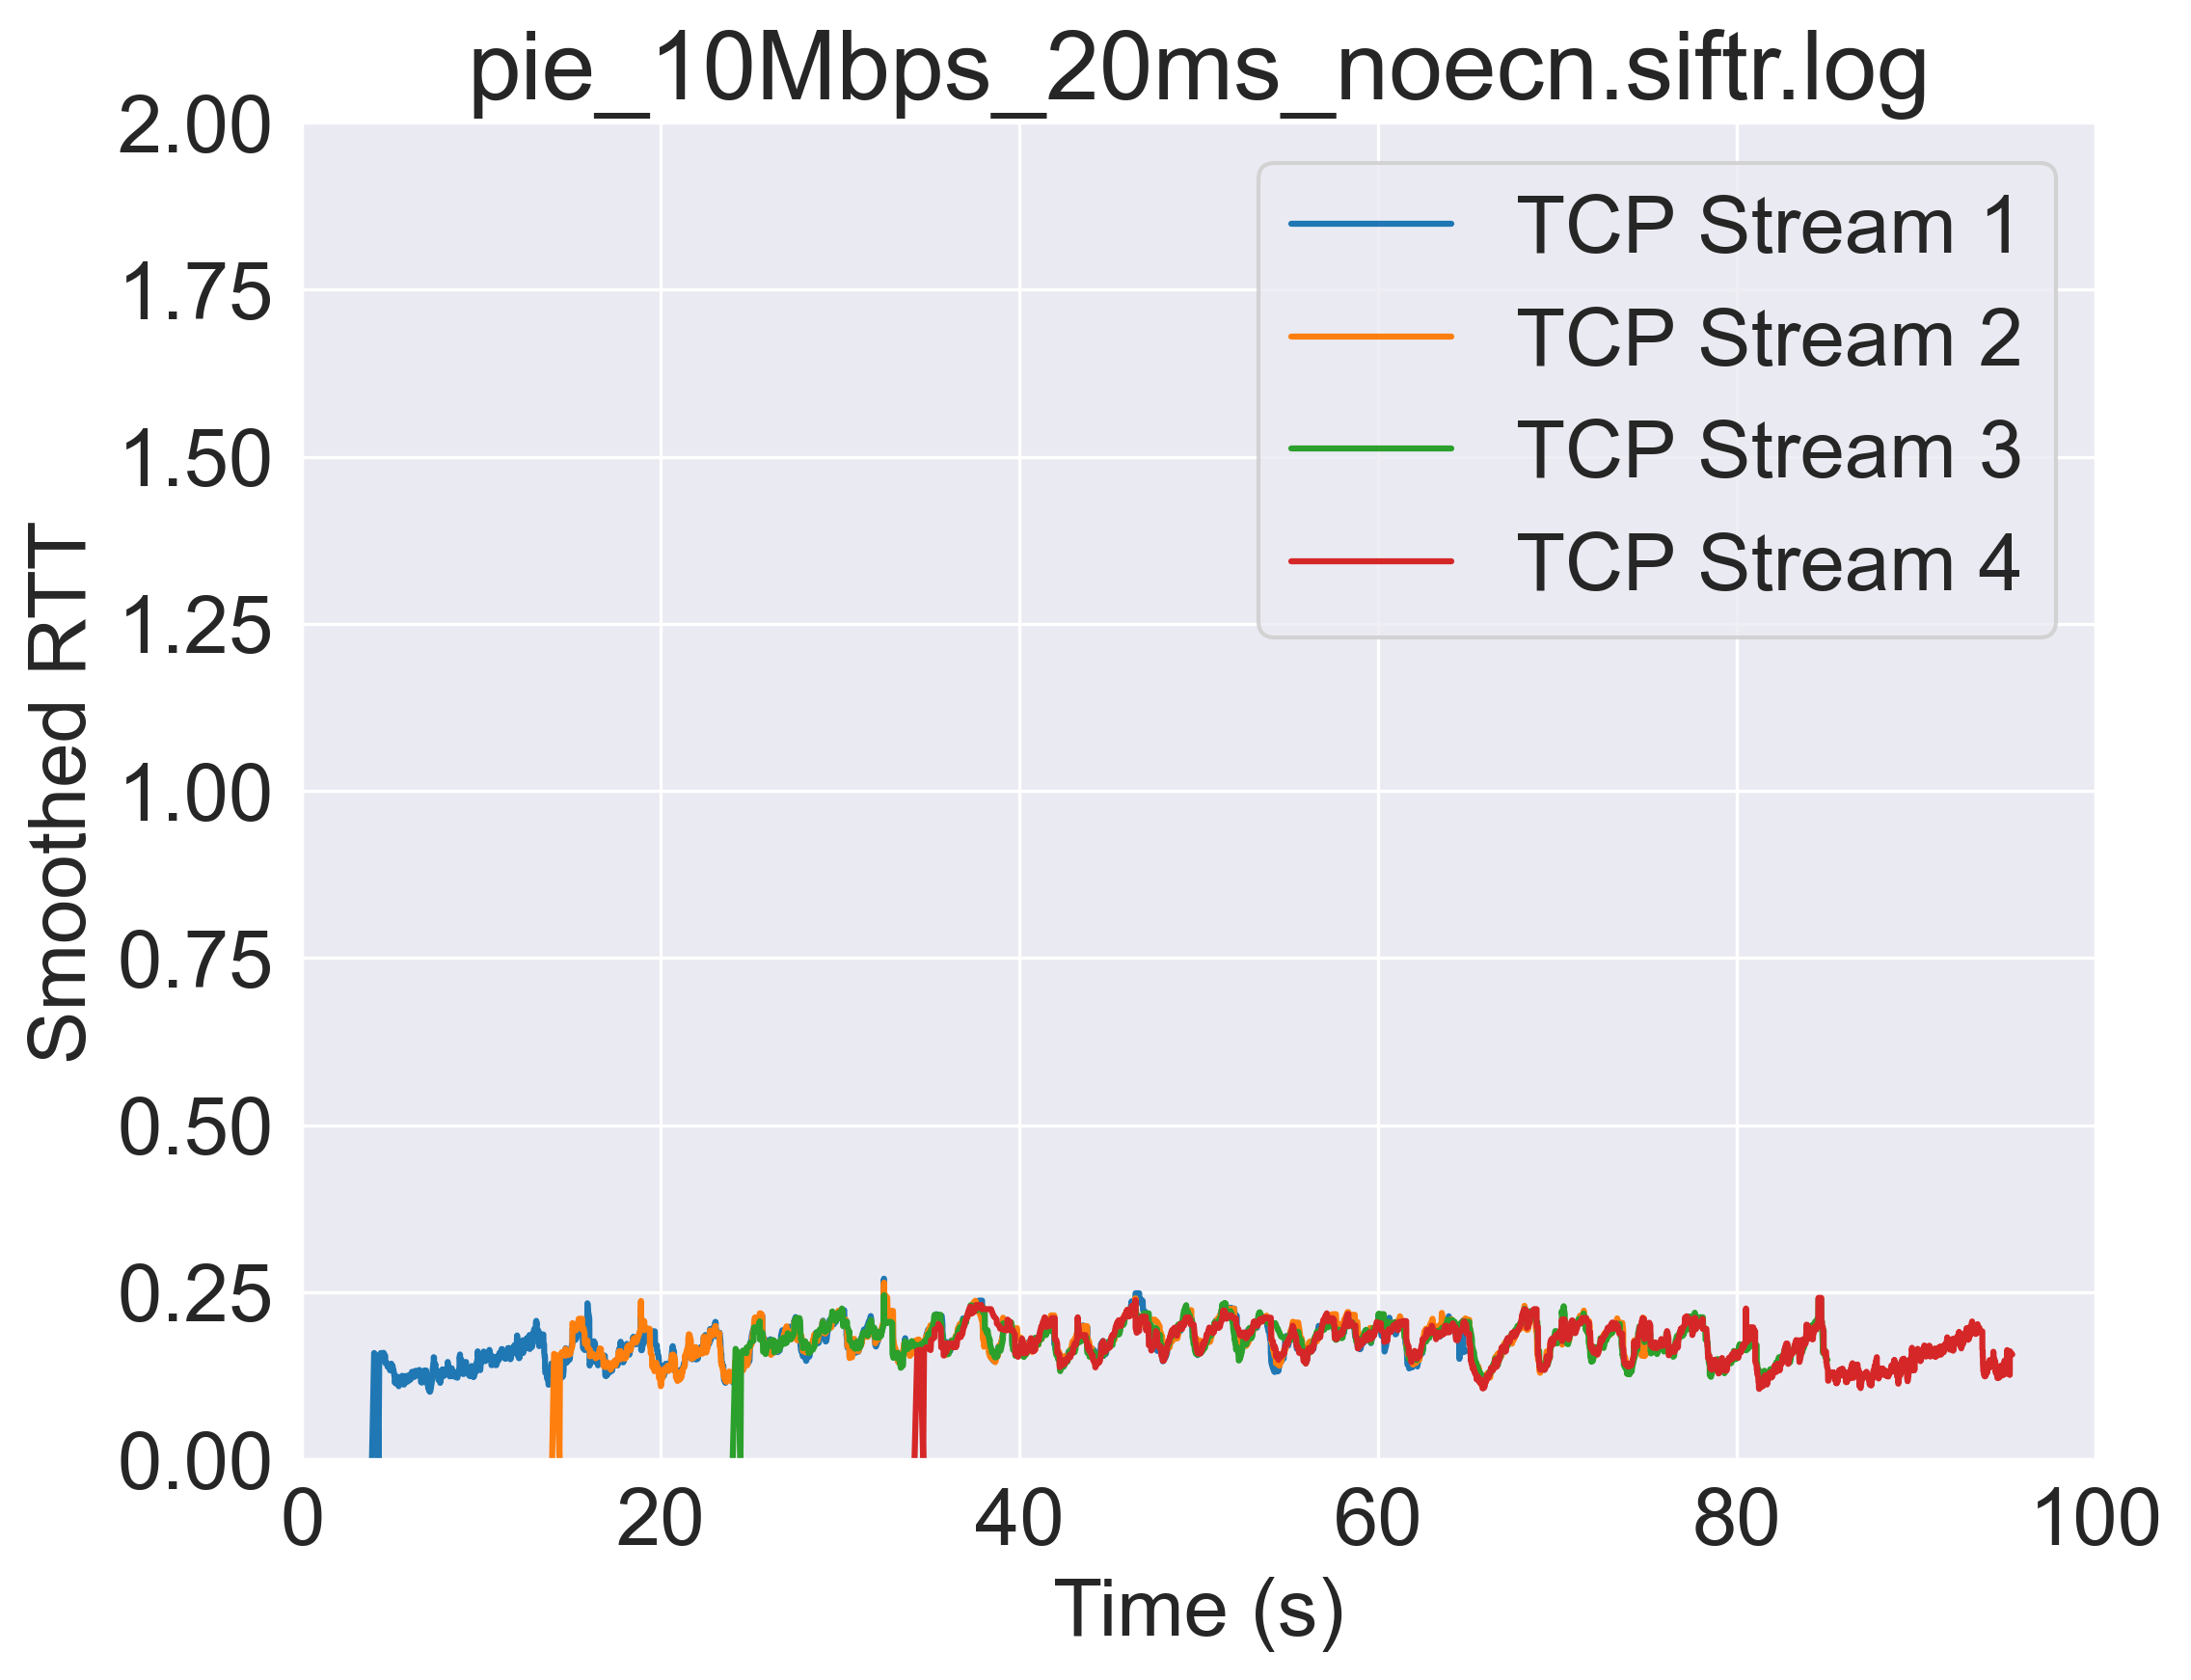 pie_10Mbps_20ms_noecn.siftr.log
2.00
1.75
1.50
1.25
1.00
0.75
0.50
0.25
0.00
Smoothed RTT
TCP Stream 1
TCP Stream 2
TCP Stream 3
TCP Stream 4
0 20 40 60 80 100
Time (s)